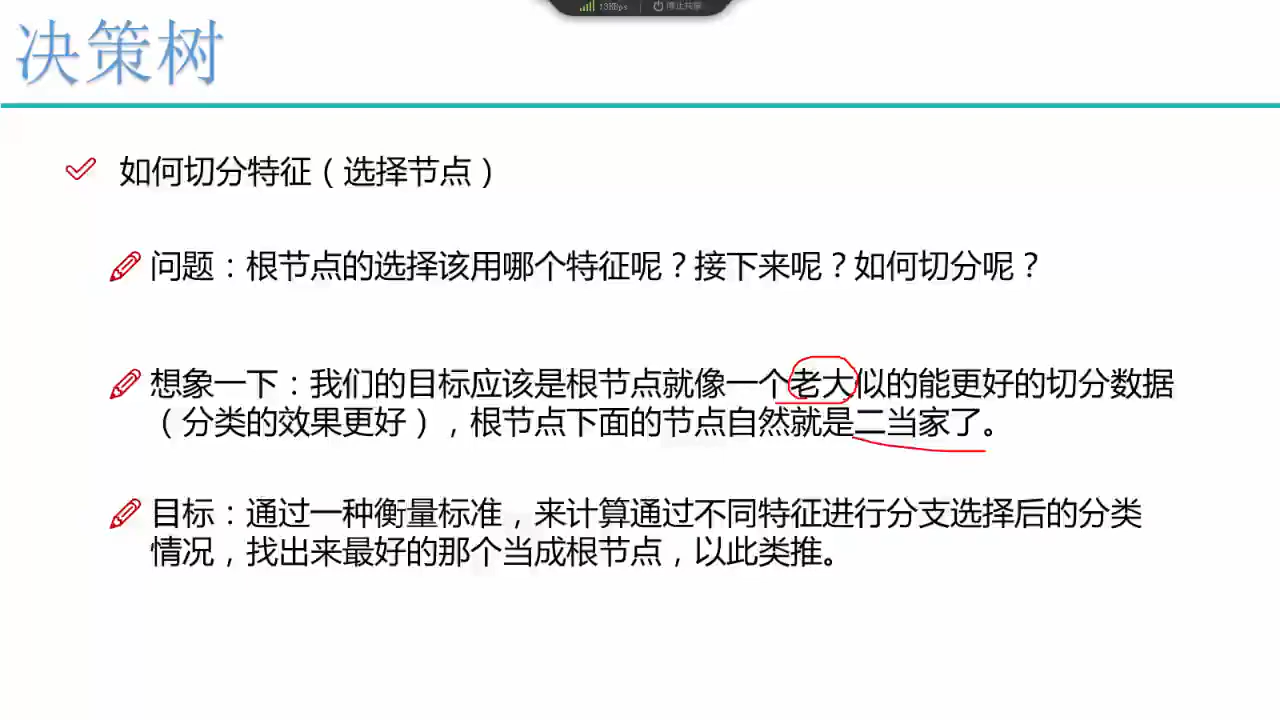 13KBps 停止共享
决策树
如何切分特征（选择节点）
问题：根节点的选择该用哪个特征呢？接下来呢？如何切分呢？
想象一下：我们的目标应该是根节点就像一个老大似的能更好的切分数据
（分类的效果更好），根节点下面的节点自然就是二当家了。
目标：通过一种衡量标准，来计算通过不同特征进行分支选择后的分类
情况，找出来最好的那个当成根节点，以此类推。